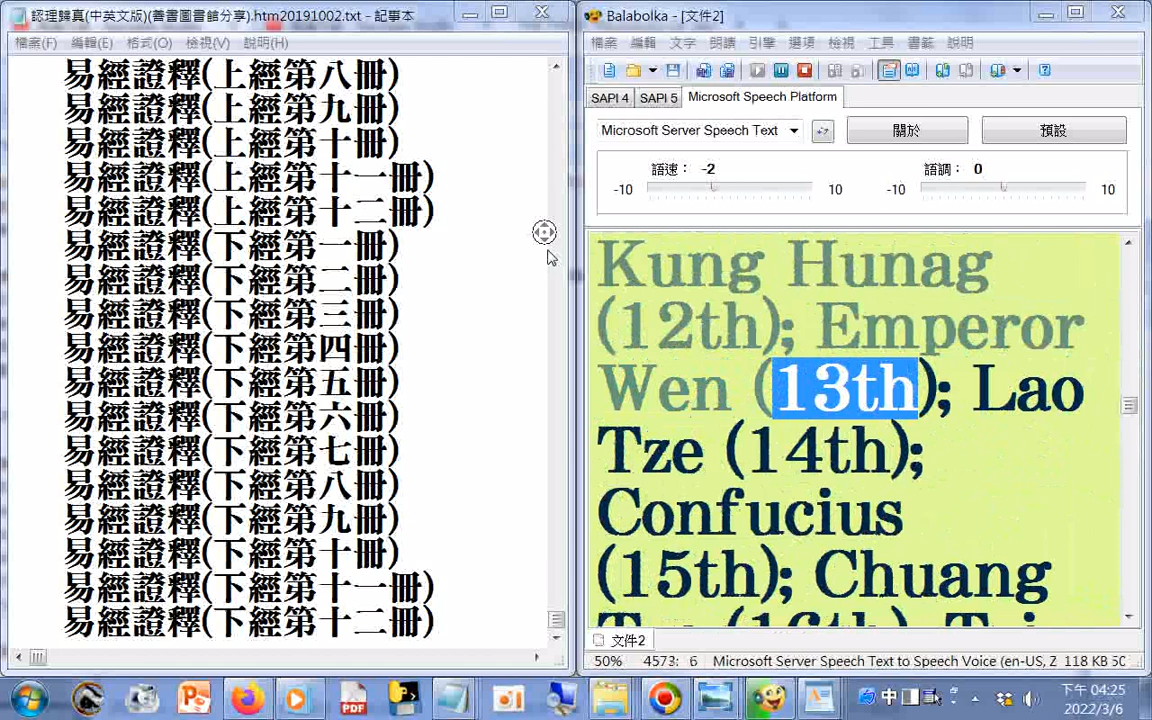 認理歸真(中英文版)(善書圖書館分享).htm20191002.txt - 記事本
檔案(F) 編輯(E) 格式(O) 檢視(V) 說明(H)
易經證釋(上經第八冊)
易經證釋(上經第九冊)
易經證釋(上經第十冊)
易經證釋(上經第十一冊)
易經證釋(上經第十二冊)
易經證釋(下經第一冊)
易經證釋(下經第二冊)
易經證釋(下經第三冊)
易經證釋(下經第四冊)
易經證釋(下經第五冊)
易經證釋(下經第六冊)
易經證釋(下經第七冊)
易經證釋(下經第八冊)
易經證釋(下經第九冊)
易經證釋(下經第十冊)
易經證釋(下經第十一冊)
易經證釋(下經第十二冊)
Balabolka - [文件2]
檔案 編輯 文字 朗讀 引擎 選項 檢視 工具 書籤 說明
SAPI 4 SAPI 5 Microsoft Speech Platform
Microsoft Server Speech Text 關於 預設
語速： -2 語調： 0
-10 10 -10 10
Kung Hunag
(12th); Emperor
Wen (13th); Lao
Tze (14th);
Confucius
(15th); Chuang
文件2
50% 4573: 6 Microsoft Server Speech Text to Speech Voice (en-US, Z 118 KB
PDF 中 下午 04:25
2022/3/6